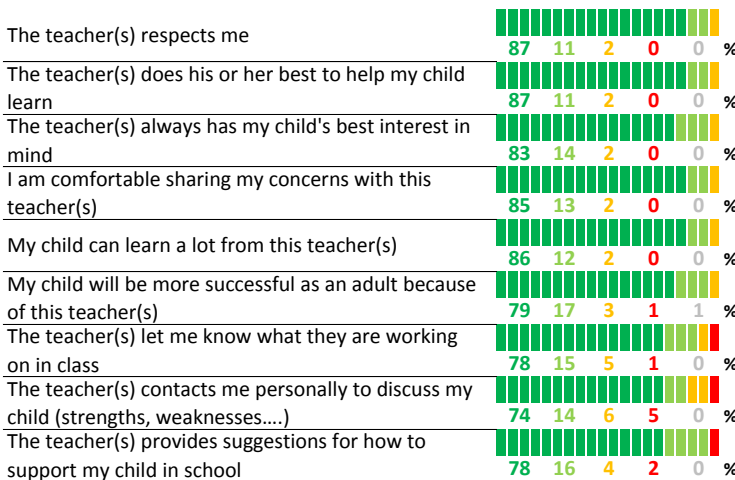 The teacher(s) respects me
87 11 2 0 0 %
The teacher(s) does his or her best to help my child
learn
87 11 2 0 0 %
The teacher(s) always has my child's best interest in
mind
83 14 2 0 0 %
I am comfortable sharing my concerns with this
teacher(s)
85 13 2 0 0 %
My child can learn a lot from this teacher(s)
86 12 2 0 0 %
My child will be more successful as an adult because
of this teacher(s)
79 17 3 1 1 %
The teacher(s) let me know what they are working
on in class
78 15 5 1 0 %
The teacher(s) contacts me personally to discuss my
child (strengths, weaknesses....)
74 14 6 5 0 %
The teacher(s) provides suggestions for how to
support my child in school
78 16 4 2 0 %